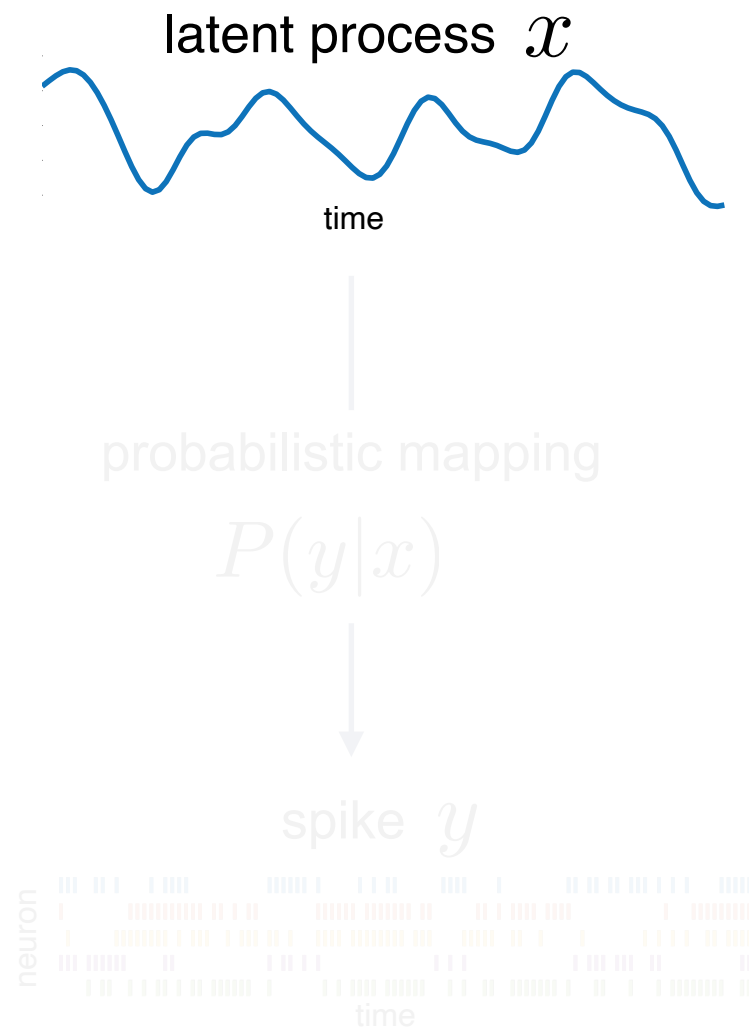 latent process x
time
probabilistic mapping
P(y|x)
spike y
neuron
time